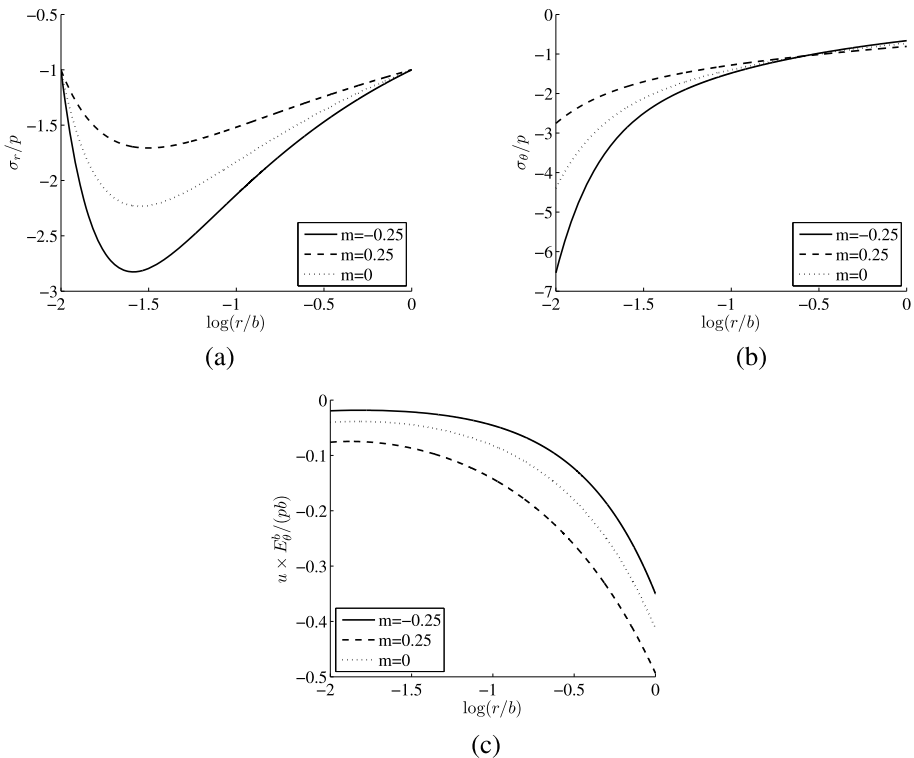 −0.5
−1
−1.5
−2
−2.5
−3
σr/p
−2
−1.5
−1
−0.5
0
log(r/b)
m=−0.25
m=0.25
m=0
(a)
0
−1
−2
−3
−4
−5
−6
−7
σθ/p
−2
−1.5
−1
−0.5
0
log(r/b)
m=−0.25
m=0.25
m=0
(b)
0
−0.1
−0.2
−0.3
−0.4
−0.5
u × E_θ^b/(pb)
−2
−1.5
−1
−0.5
0
log(r/b)
m=−0.25
m=0.25
m=0
(c)